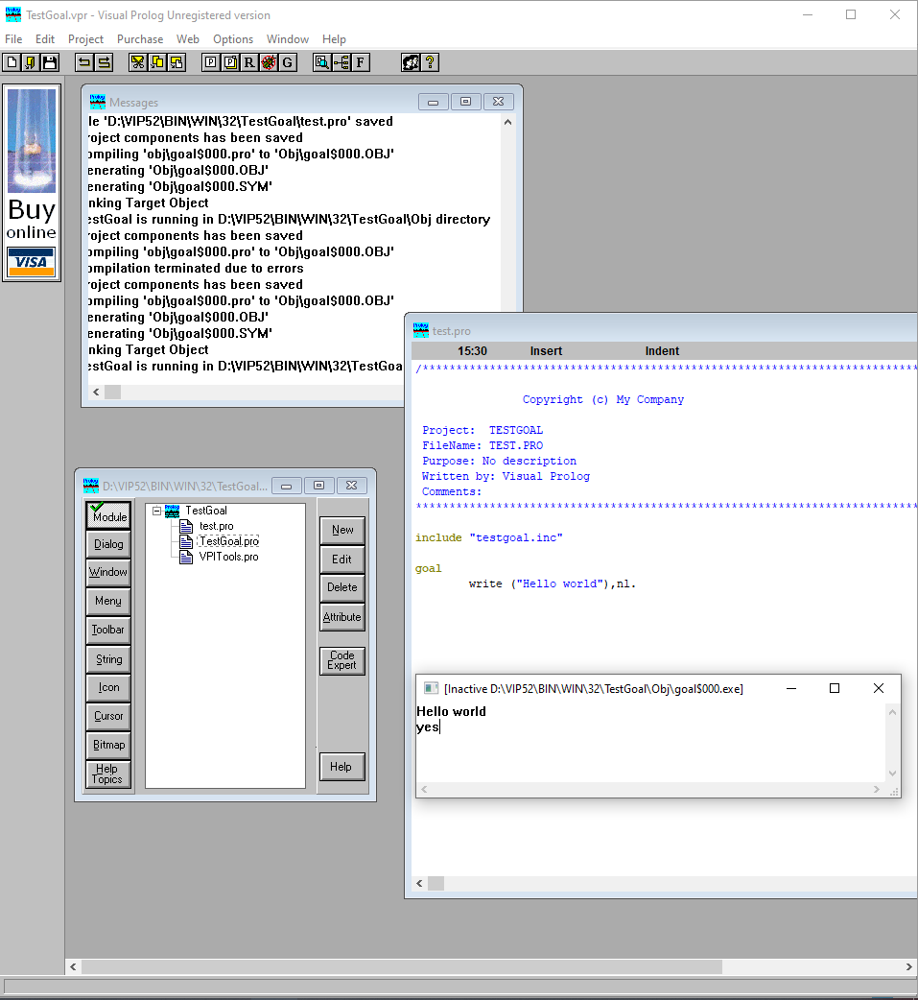 TestGoal.vpr - Visual Prolog Unregistered version
File Edit Project Purchase Web Options Window Help
P R G F ?
Buy
online
VISA
Prolog Messages
le 'D:\VIP52\BIN\WIN\32\TestGoal\test.pro' saved
roject components has been saved
ompiling 'obj\goal$000.pro' to 'Obj\goal$000.OBJ'
enerating 'Obj\goal$000.OBJ'
enerating 'Obj\goal$000.SYM'
nking Target Object
estGoal is running in D:\VIP52\BIN\WIN\32\TestGoal\Obj directory
roject components has been saved
ompiling 'obj\goal$000.pro' to 'Obj\goal$000.OBJ'
ompilation terminated due to errors
roject components has been saved
ompiling 'obj\goal$000.pro' to 'Obj\goal$000.OBJ'
enerating 'Obj\goal$000.OBJ'
enerating 'Obj\goal$000.SYM'
nking Target Object
estGoal is running in D:\VIP52\BIN\WIN\32\TestGoa
Prolog test.pro
15:30 Insert Indent
/***************************************************************************
Copyright (c) My Company
Project: TESTGOAL
FileName: TEST.PRO
Purpose: No description
Written by: Visual Prolog
Comments:
***************************************************************************
include "testgoal.inc"
goal
write ("Hello world"),nl.
[Inactive D:\VIP52\BIN\WIN\32\TestGoal\Obj\goal$000.exe]
Hello world
yes
Prolog D:\VIP52\BIN\WIN\32\TestGoal...
Module
Dialog
Window
Menu
Toolbar
String
Icon
Cursor
Bitmap
Help
Topics
TestGoal
test.pro
TestGoal.pro
VPITools.pro
New
Edit
Delete
Attribute
Code
Expert
Help